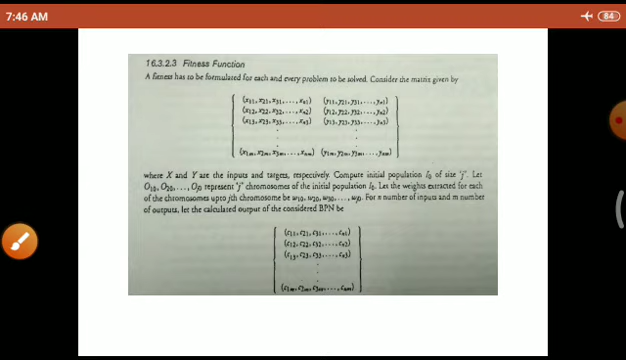 7:46 AM
84
16.3.2.3 Fitness Function
A fitness has to be formulated for each and every problem to be solved. Consider the matrix given by
(x11, x21, x31, ..., xn1) (y11, y21, y31, ..., yn1)
(x12, x22, x32, ..., xn2) (y12, y22, y32, ..., yn2)
(x13, x23, x33, ..., xn3) (y13, y23, y33, ..., yn3)
(x1m, x2m, x3m, ..., xnm) (y1m, y2m, y3m, ..., ynm)
where X and Y are the inputs and targets, respectively. Compute initial population I0 of size 'j'. Let
O10, O20, ..., Oj0 represent 'j' chromosomes of the initial population I0. Let the weights extracted for each
of the chromosomes upto jth chromosome be w10, w20, w30, ..., wj0. For n number of inputs and m number
of outputs, let the calculated output of the considered BPN be
(c11, c21, c31, ..., cn1)
(c12, c22, c32, ..., cn2)
(c13, c23, c33, ..., cn3)
(c1m, c2m, c3m, ..., cnm)